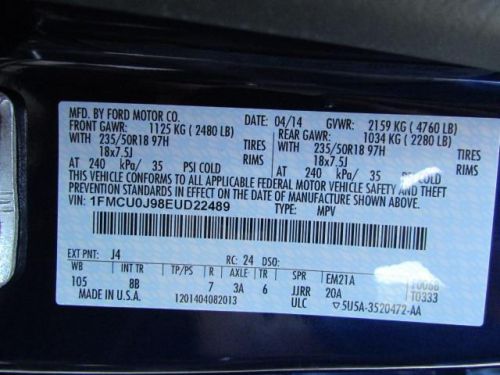 MFD. BY FORD MOTOR CO. DATE: 04/14 GVWR: 2159 KG (4760 LB)
FRONT GAWR: 1125 KG (2480 LB) REAR GAWR: 1034 KG (2280 LB)
235/50R18 97H TIRES 235/50R18 97H
18x7.5J RIMS 18x7.5J
AT 240 kPa/ 35 PSI COLD AT 240 kPa/ 35 PSI COLD
THIS VEHICLE CONFORMS TO ALL APPLICABLE FEDERAL MOTOR VEHICLE SAFETY AND THEFT
PREVENTION STANDARDS IN EFFECT ON THE DATE OF MANUFACTURE SHOWN ABOVE.
VIN: 1FMCU0J98EUD22489 TYPE: MPV
EXT PNT: J4 RC: 24 DSO:
WB INT TR TP/PS R AXLE TR SPR EM21A
105 8B 7 3A 6 JJRR 20A T0333
MADE IN U.S.A. 1201404082013 ULC 5U5A-3520472-AA